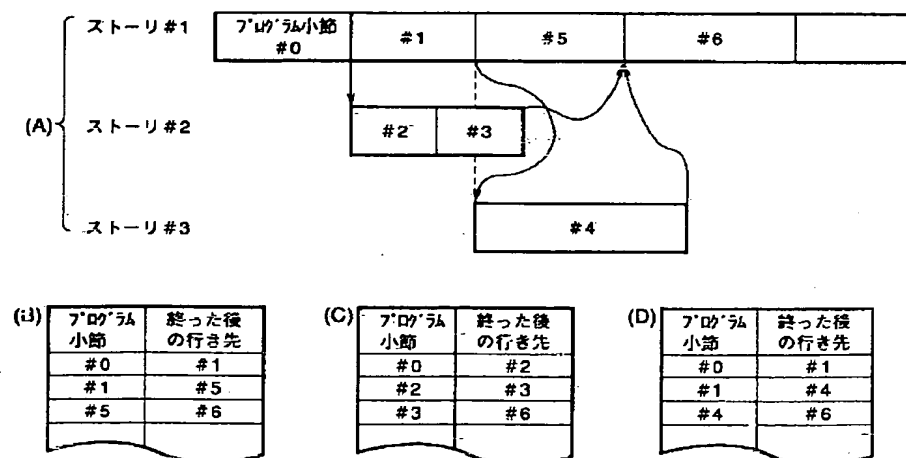 (A)
ストーリ#1
プログラム小節 #0
#1
#5
#6
ストーリ#2
#2
#3
ストーリ#3
#4
(B)
プログラム小節 終った後の行き先
#0 #1
#1 #5
#5 #6
(C)
プログラム小節 終った後の行き先
#0 #2
#2 #3
#3 #6
(D)
プログラム小節 終った後の行き先
#0 #1
#1 #4
#4 #6